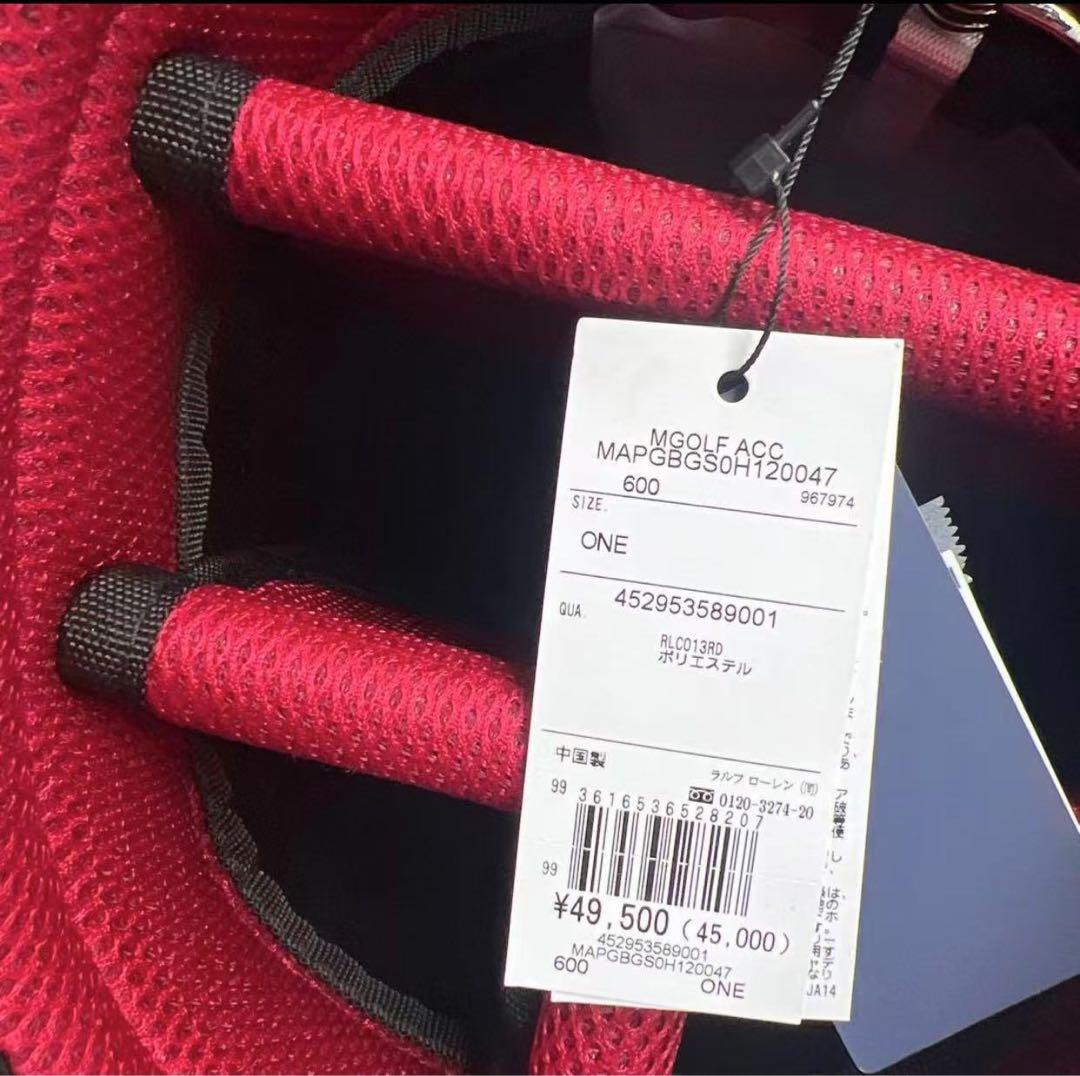 MGOLF ACC
MAPGBGS0H120047
600 967974
SIZE.
ONE
QUA. 452953589001
RLC013RD
ポリエステル
中国製
ラルフ ローレン (同)
0120-3274-20
99 3616536528207
99
¥49,500 (45,000)
452953589001
MAPGBGS0H120047
600 ONE
JA14